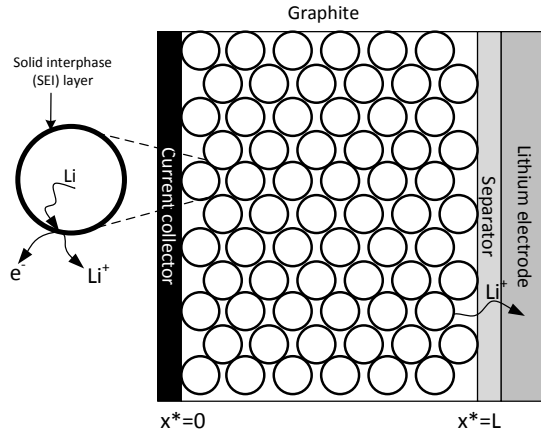 Graphite
Solid interphase
(SEI) layer
Li
e-
Li+
Current collector
Separator
Lithium electrode
Li+
x*=0
x*=L